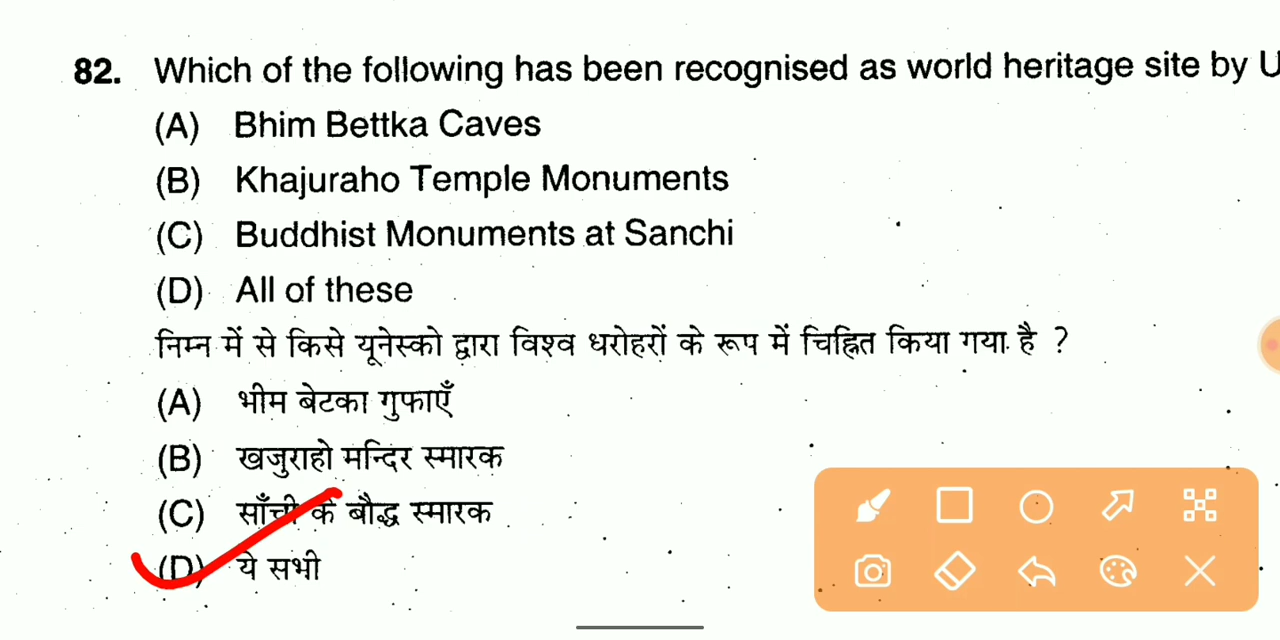 82. Which of the following has been recognised as world heritage site by U
(A) Bhim Bettka Caves
(B) Khajuraho Temple Monuments
(C) Buddhist Monuments at Sanchi
(D) All of these
निम्न में से किसे यूनेस्को द्वारा विश्व धरोहरों के रूप में चिह्नित किया गया है ?
(A) भीम बेटका गुफाएँ
(B) खजुराहो मन्दिर स्मारक
(C) साँची के बौद्ध स्मारक
(D) ये सभी